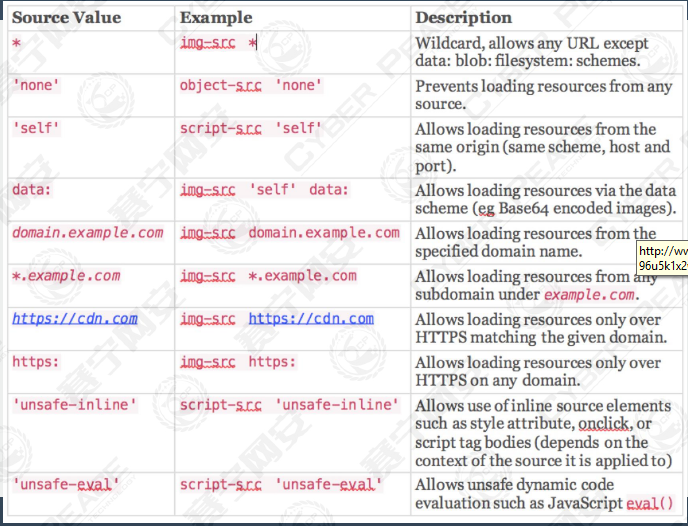 Source Value Example Description
* img-src * Wildcard, allows any URL except
data: blob: filesystem: schemes.
'none' object-src 'none' Prevents loading resources from any
source.
'self' script-src 'self' Allows loading resources from the
same origin (same scheme, host and
port).
data: img-src 'self' data: Allows loading resources via the data
scheme (eg Base64 encoded images).
domain.example.com img-src domain.example.com Allows loading resources from the
specified domain name.
*.example.com img-src *.example.com Allows loading resources from any
subdomain under example.com.
https://cdn.com img-src https://cdn.com Allows loading resources only over
HTTPS matching the given domain.
https: img-src https: Allows loading resources only over
HTTPS on any domain.
'unsafe-inline' script-src 'unsafe-inline' Allows use of inline source elements
such as style attribute, onclick, or
script tag bodies (depends on the
context of the source it is applied to)
'unsafe-eval' script-src 'unsafe-eval' Allows unsafe dynamic code
evaluation such as JavaScript eval()
http://ww
96u5k1x29
赛宁网安
CYBER PEACE